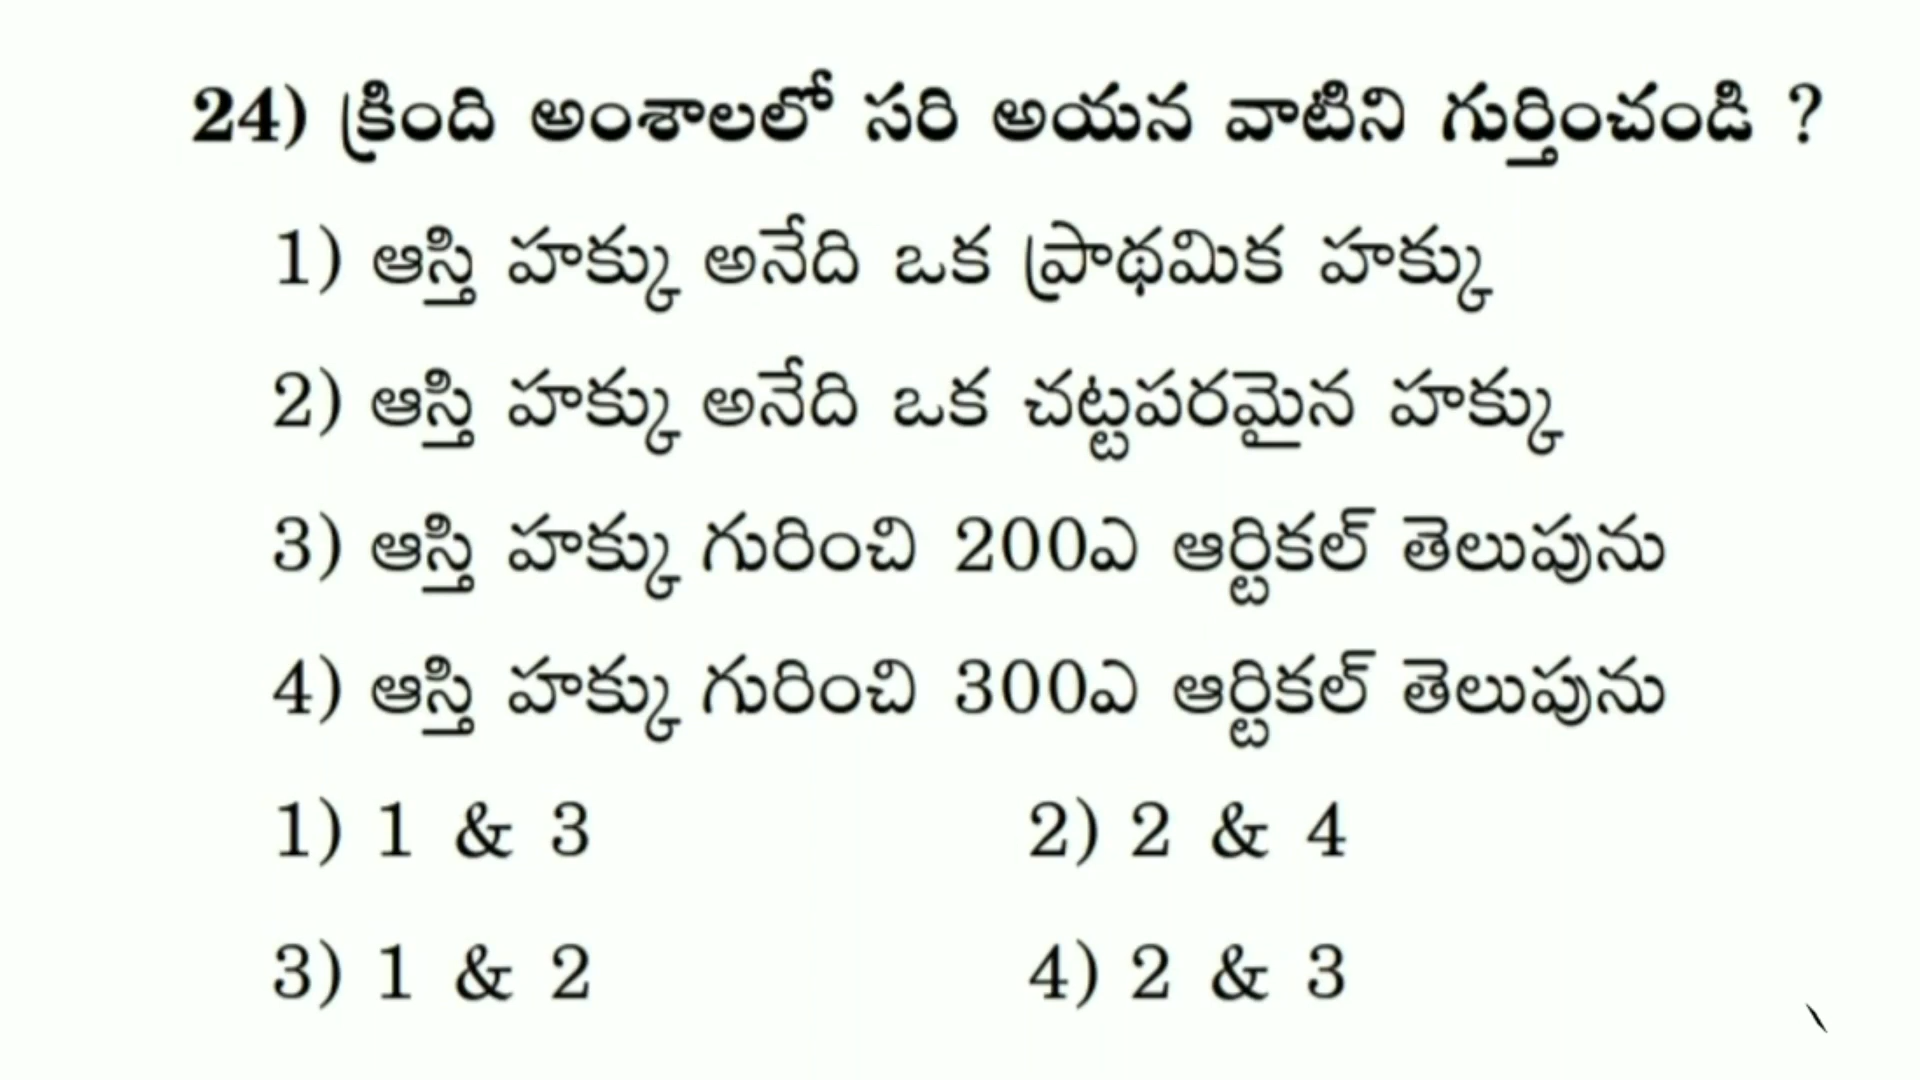 24) క్రింది అంశాలలో సరి అయన వాటిని గుర్తించండి ?
1) ఆస్తి హక్కు అనేది ఒక ప్రాథమిక హక్కు
2) ఆస్తి హక్కు అనేది ఒక చట్టపరమైన హక్కు
3) ఆస్తి హక్కు గురించి 200ఎ ఆర్టికల్ తెలుపును
4) ఆస్తి హక్కు గురించి 300ఎ ఆర్టికల్ తెలుపును
1) 1 & 3 2) 2 & 4
3) 1 & 2 4) 2 & 3